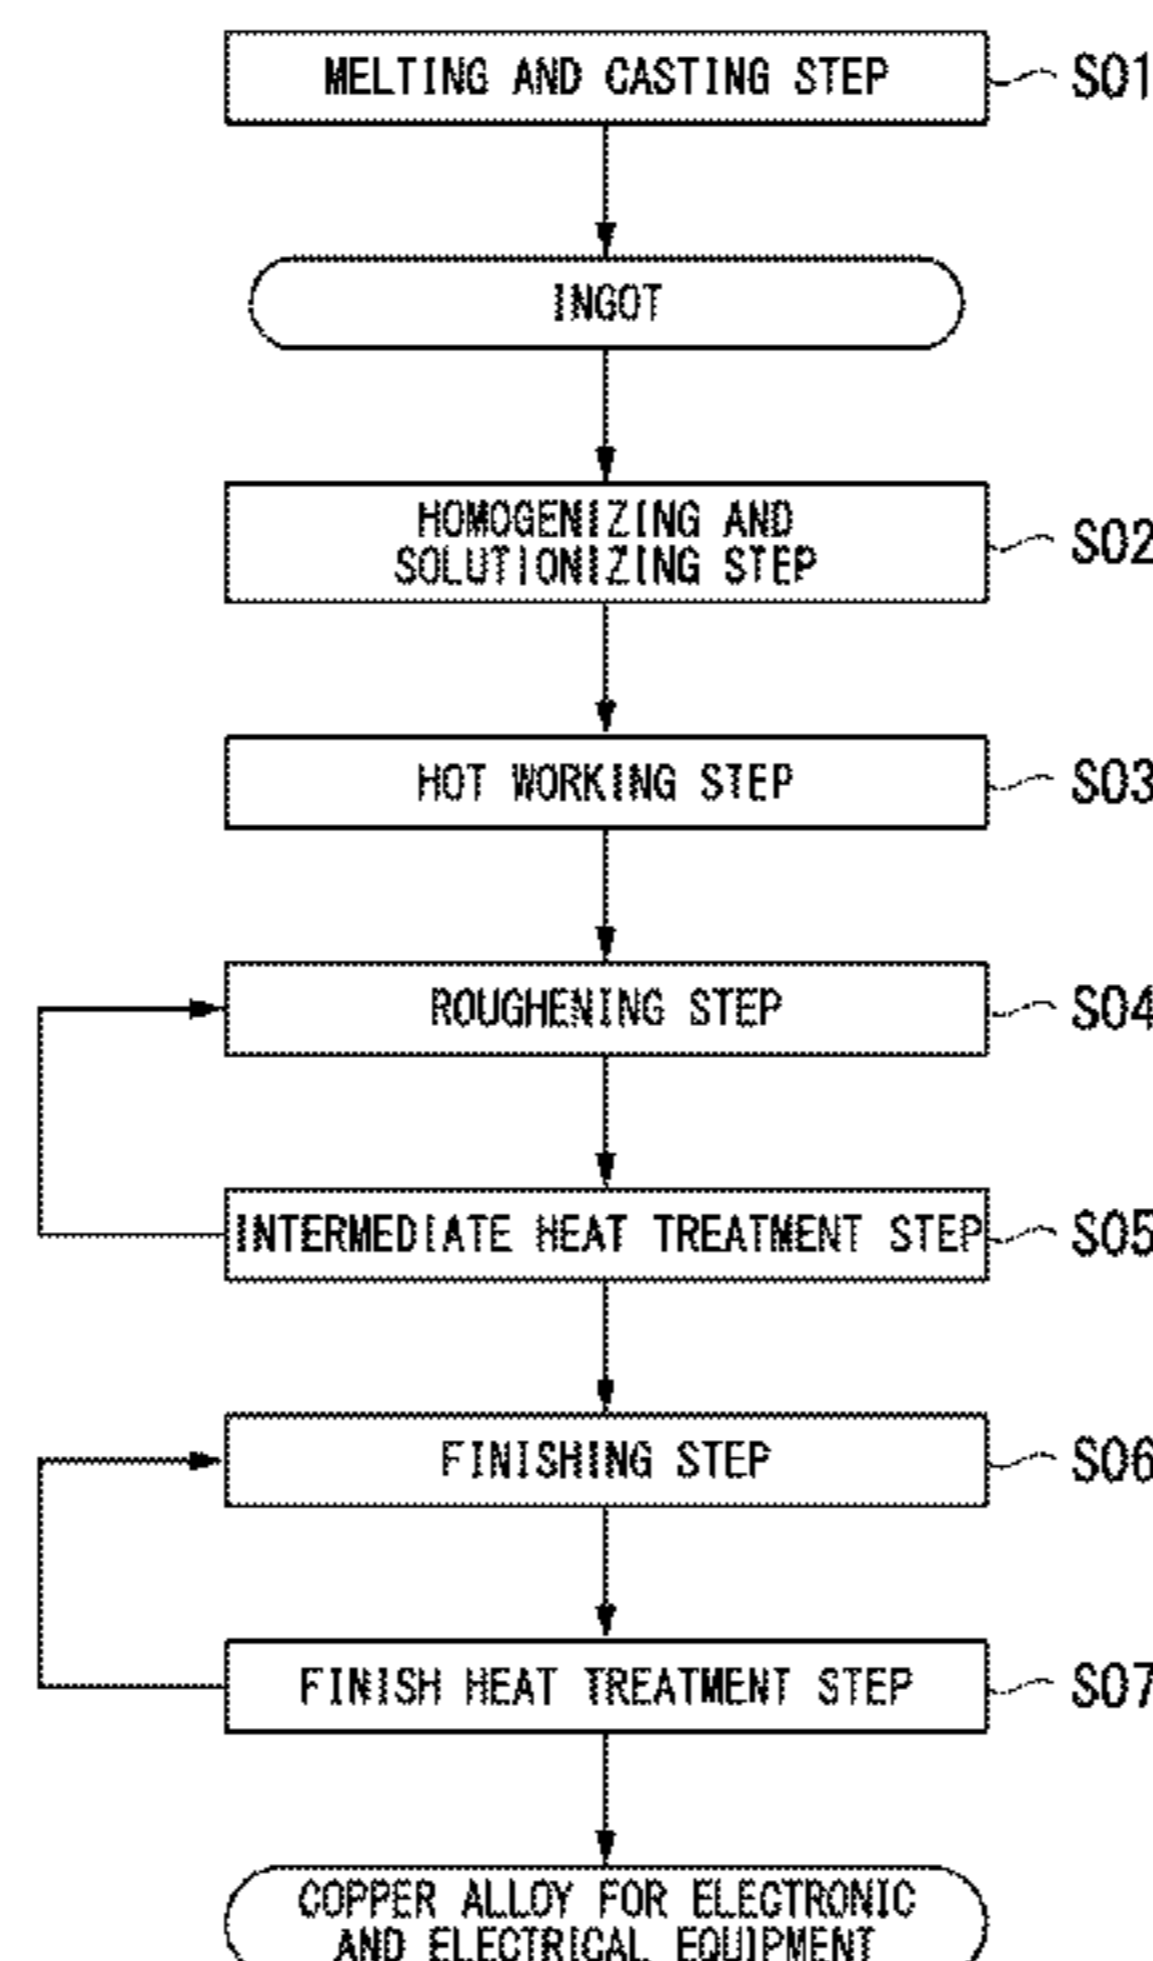 MELTING AND CASTING STEP S01
INGOT
HOMOGENIZING AND
SOLUTIONIZING STEP S02
HOT WORKING STEP S03
ROUGHENING STEP S04
INTERMEDIATE HEAT TREATMENT STEP S05
FINISHING STEP S06
FINISH HEAT TREATMENT STEP S07
COPPER ALLOY FOR ELECTRONIC
AND ELECTRICAL EQUIPMENT